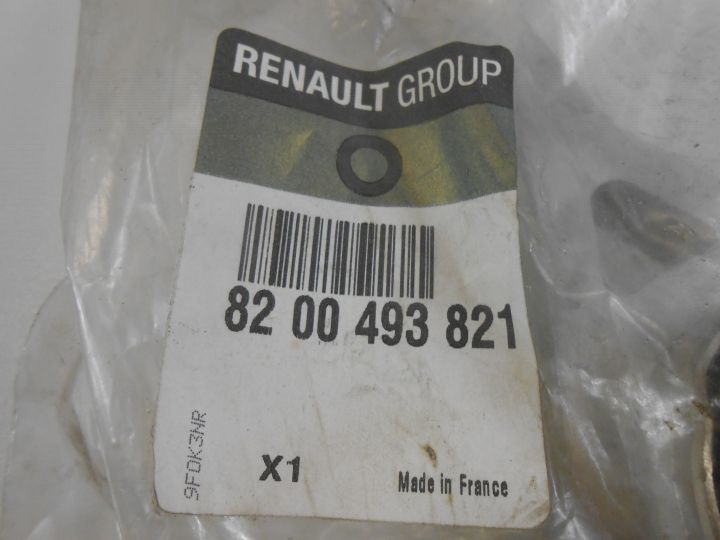 RENAULT GROUP
82 00 493 821
9F0K3NR
X1
Made in France